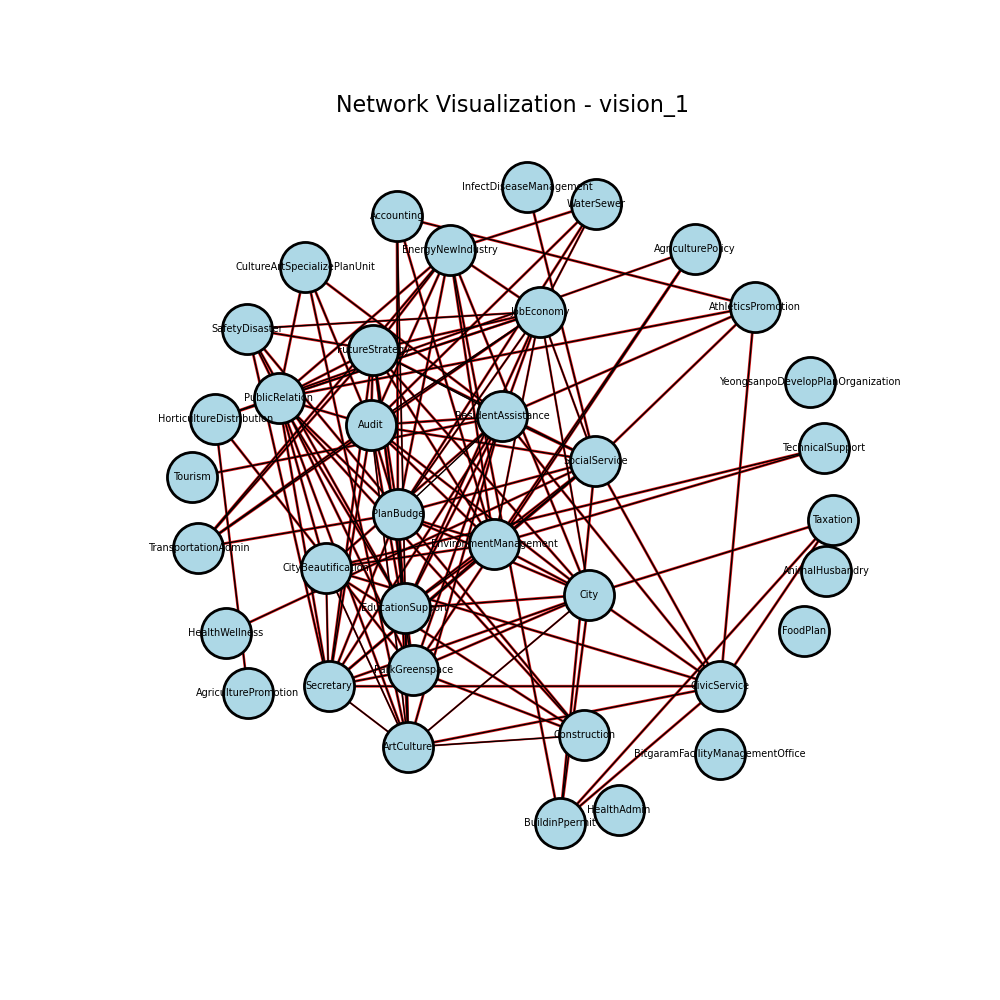 Network Visualization - vision_1
InfectDiseaseManagement
WaterSewer
Accounting
EnergyNewIndustry
AgriculturePolicy
CultureArtSpecializePlanUnit
AthleticsPromotion
JobEconomy
SafetyDisaster
FutureStrategy
YeongsanpoDevelopPlanOrganization
PublicRelation
HorticultureDistribution
ResidentAssistance
Audit
TechnicalSupport
SocialService
Tourism
PlanBudge
Taxation
TransportationAdmin
EnvironmentManagement
CityBeautification
AnimalHusbandry
City
EducationSupport
HealthWellness
FoodPlan
ParkGreenspace
Secretary
CivicService
AgriculturePromotion
Construction
ArtCulture
BitgaramFacilityManagementOffice
HealthAdmin
BuildinPpermit